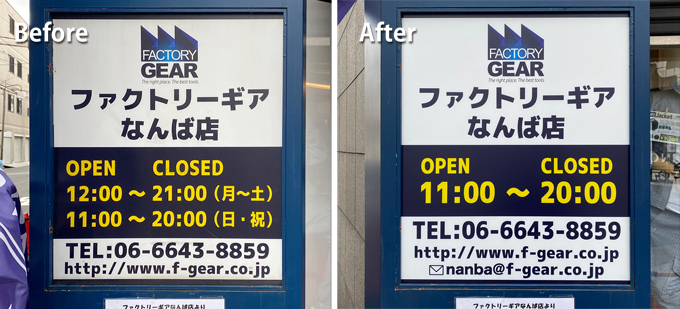 Before
FACTORY
GEAR
The right place. The best tools.
ファクトリーギア
なんば店
OPEN CLOSED
12:00 〜 21:00（月〜土）
11:00 〜 20:00（日・祝）
TEL:06-6643-8859
http://www.f-gear.co.jp
ファクトリーギアなんば店より
After
FACTORY
GEAR
The right place. The best tools.
ファクトリーギア
なんば店
OPEN CLOSED
11:00 〜 20:00
TEL:06-6643-8859
http://www.f-gear.co.jp
nanba@f-gear.co.jp
ファクトリーギアなんば店より